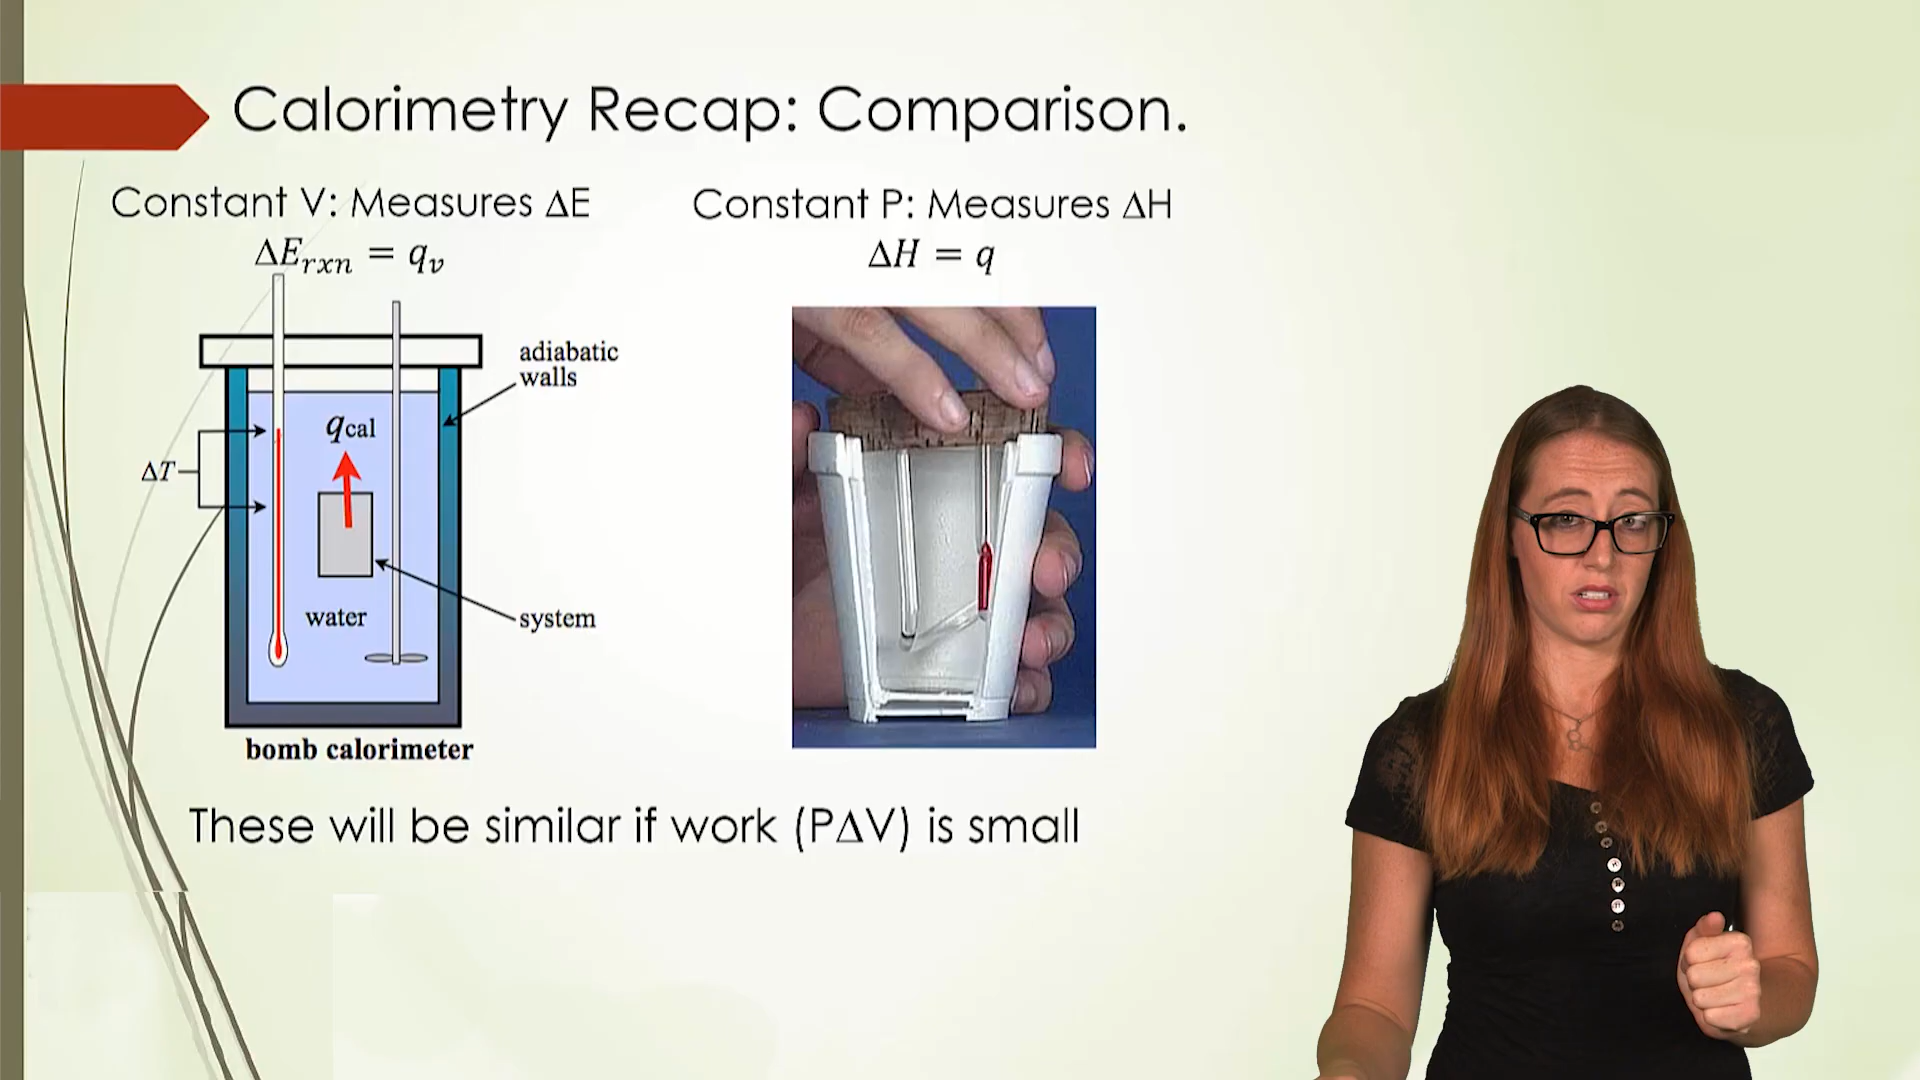 Calorimetry Recap: Comparison.
Constant V: Measures ΔE
ΔE_rxn = q_v
adiabatic
walls
qcal
ΔT
water
system
bomb calorimeter
Constant P: Measures ΔH
ΔH = q
These will be similar if work (PΔV) is small